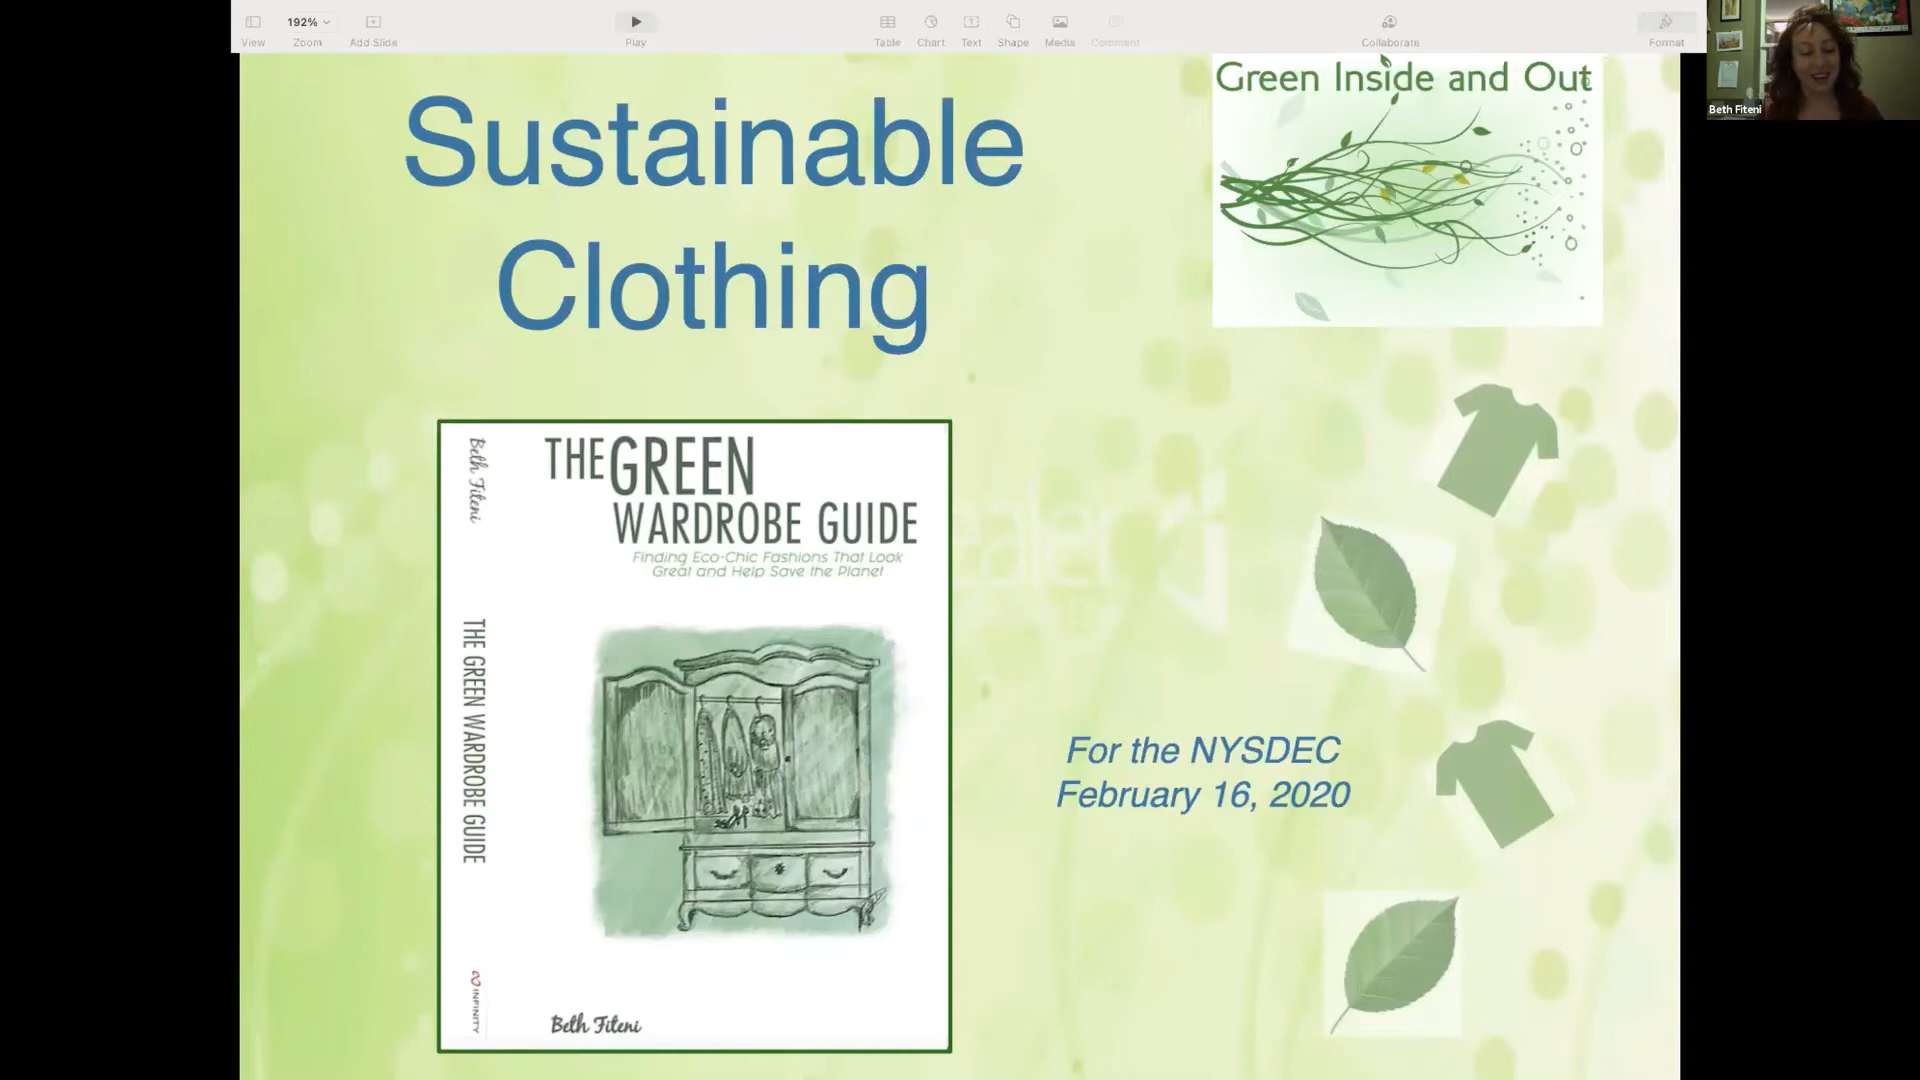 192%
View
Zoom
Add Slide
Play
Table
Chart
Text
Shape
Media
Comment
Collaborate
Format
Beth Fiteni
Sustainable
Clothing
Green Inside and Out
Beth Fiteni
THE GREEN WARDROBE GUIDE
INFINITY
THE GREEN
WARDROBE GUIDE
Finding Eco-Chic Fashions That Look
Great and Help Save the Planet
Beth Fiteni
For the NYSDEC
February 16, 2020